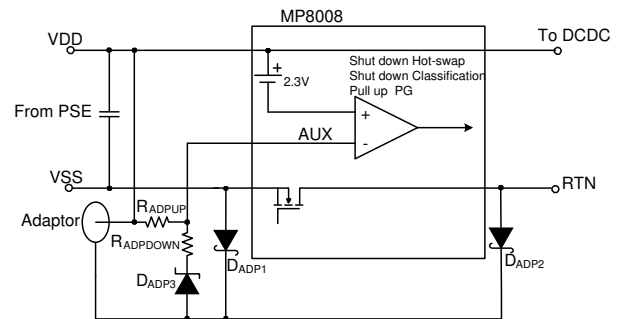 MP8008
VDD
To DCDC
Shut down Hot-swap
Shut down Classification
Pull up PG
+
2.3V
From PSE
+
AUX
-
VSS
RTN
Adaptor
RADPUP
RADPDOWN
DADP1
DADP2
DADP3